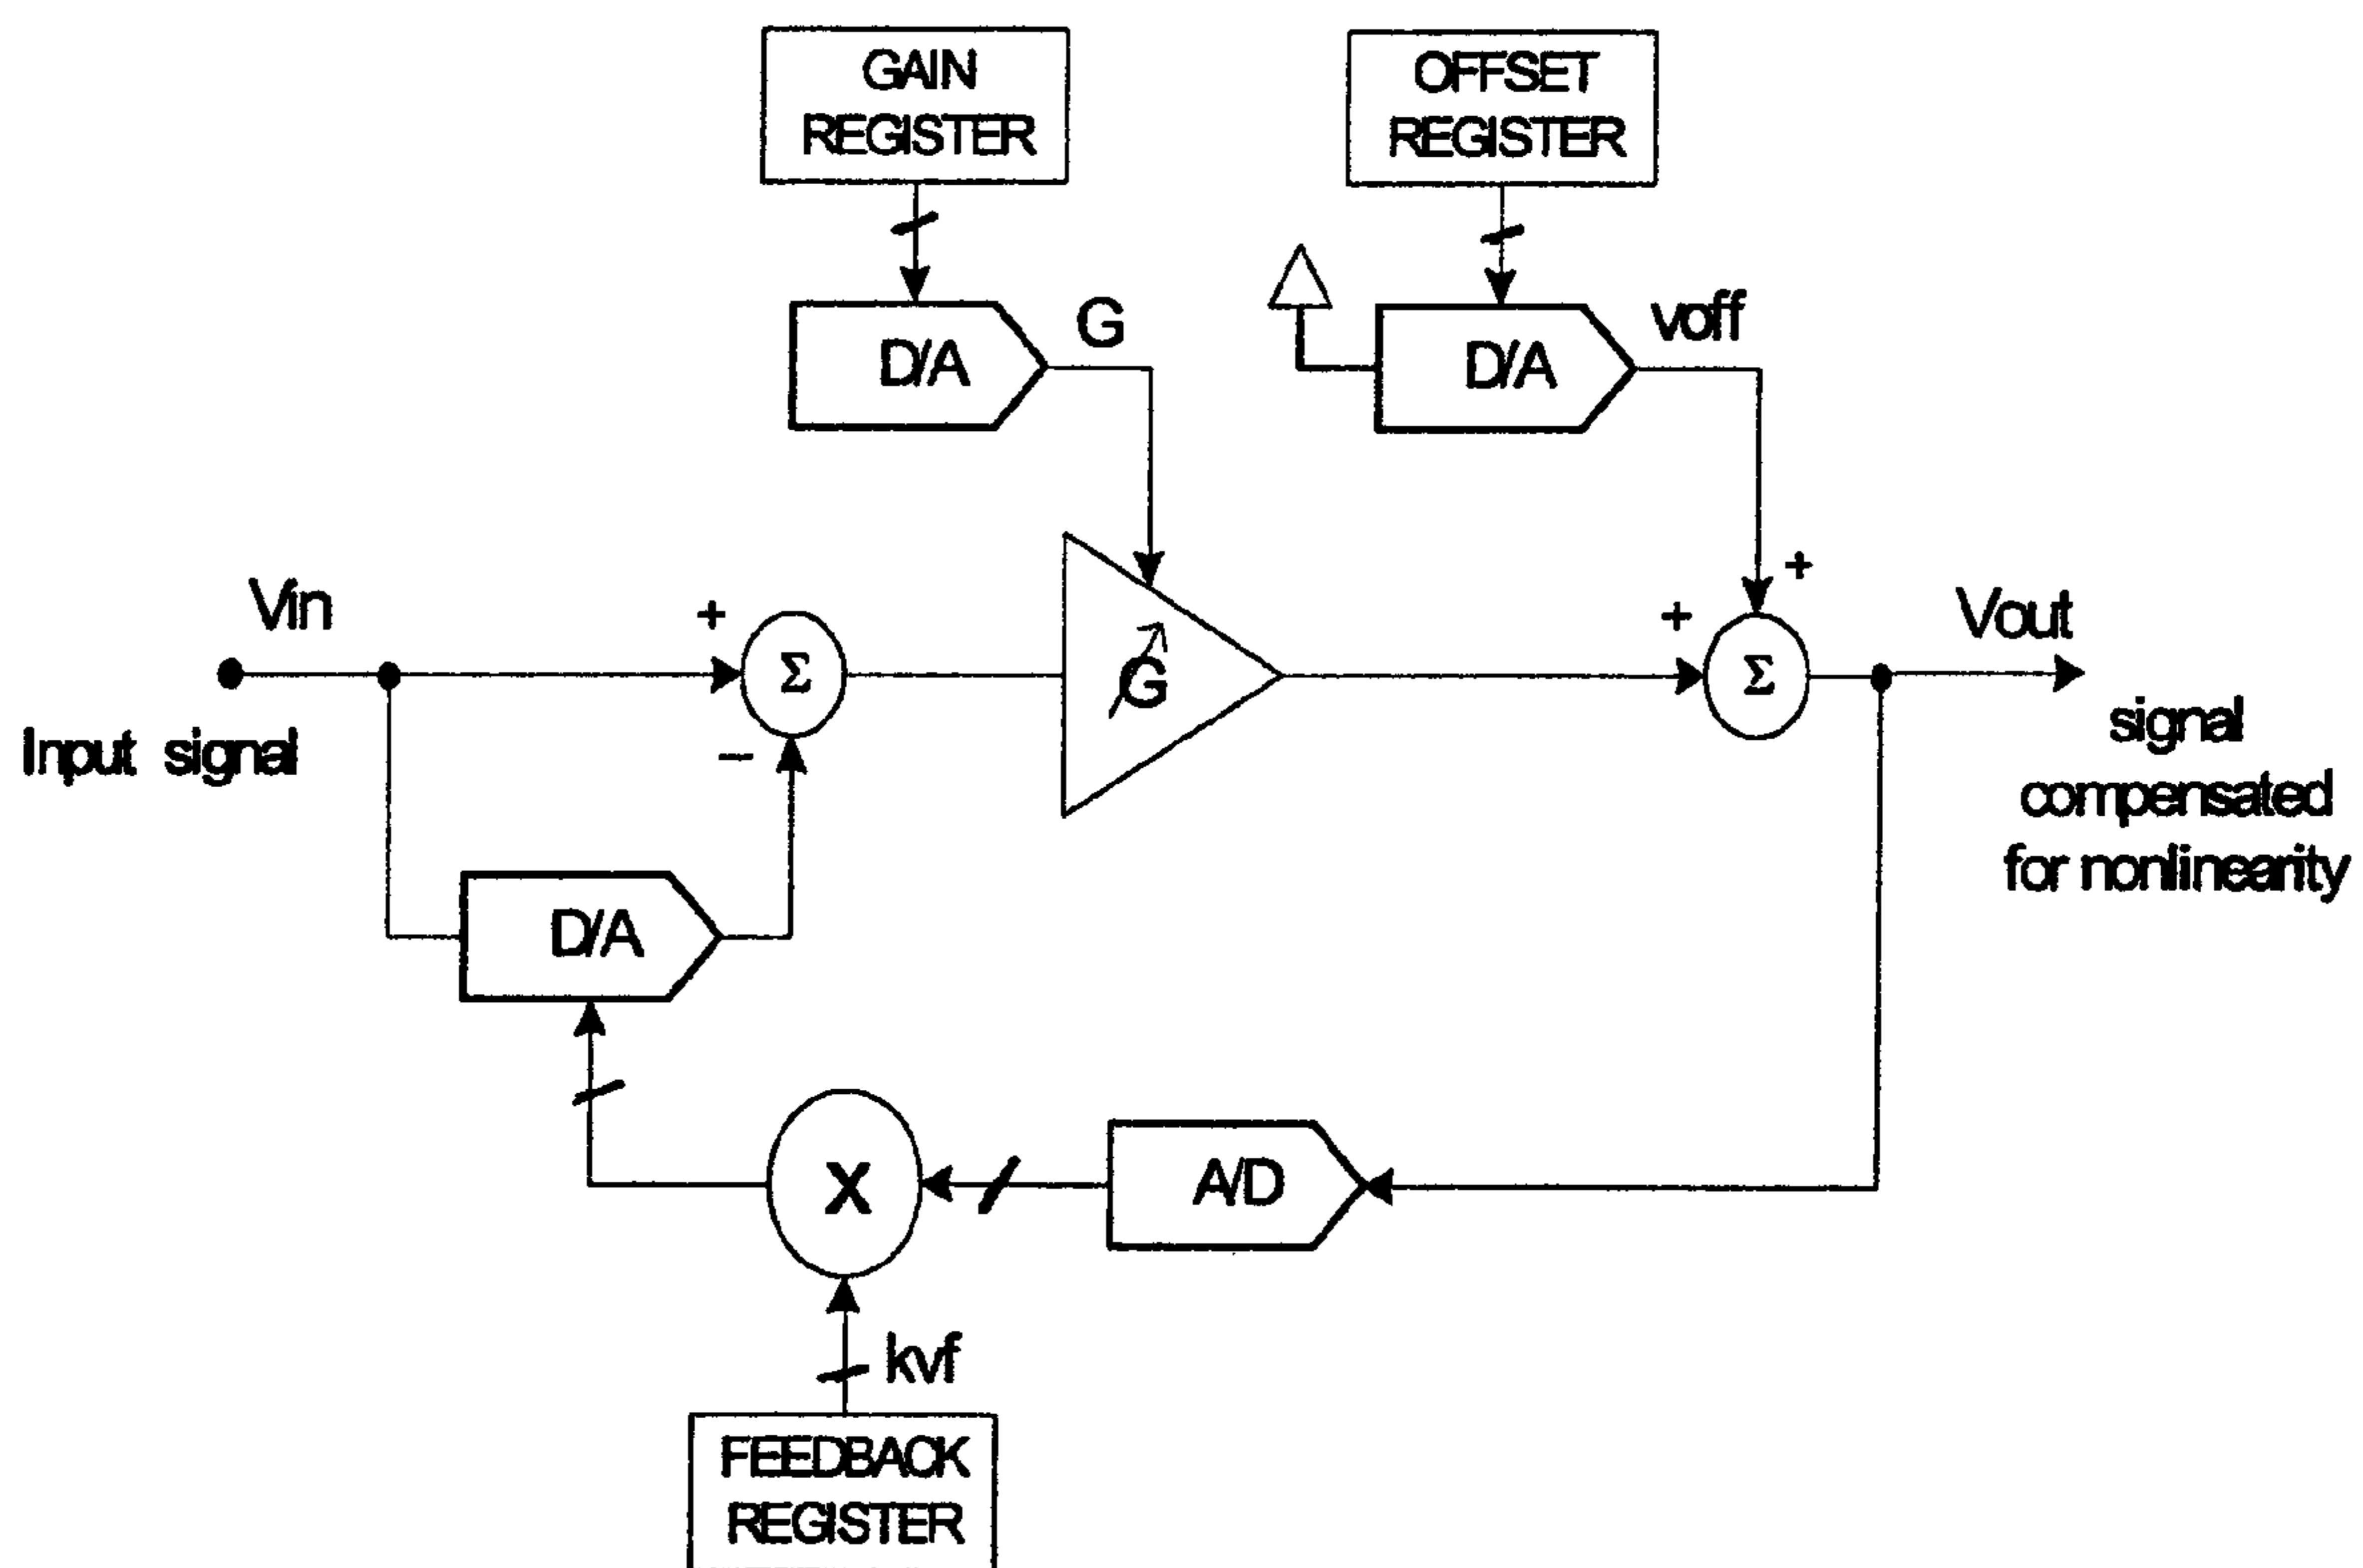 GAIN
REGISTER
OFFSET
REGISTER
D/A
G
D/A
voff
Vin
+
Σ
−
G
+
+
Σ
Vout
Input signal
signal
compensated
for nonlinearity
D/A
X
A/D
kvf
FEEDBACK
REGISTER